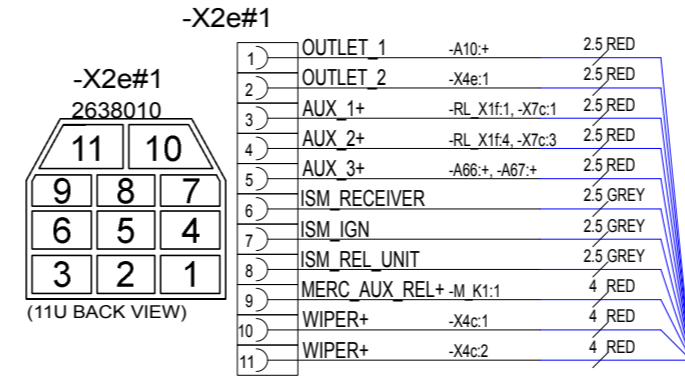 -X2e#1
-X2e#1
2638010
11 10
9 8 7
6 5 4
3 2 1
(11U BACK VIEW)
1 OUTLET_1 -A10:+ 2.5 RED
2 OUTLET_2 -X4e:1 2.5 RED
3 AUX_1+ -RL_X1f:1, -X7c:1 2.5 RED
4 AUX_2+ -RL_X1f:4, -X7c:3 2.5 RED
5 AUX_3+ -A66:+, -A67:+ 2.5 RED
6 ISM_RECEIVER 2.5 GREY
7 ISM_IGN 2.5 GREY
8 ISM_REL_UNIT 2.5 GREY
9 MERC_AUX_REL+ -M_K1:1 4 RED
10 WIPER+ -X4c:1 4 RED
11 WIPER+ -X4c:2 4 RED